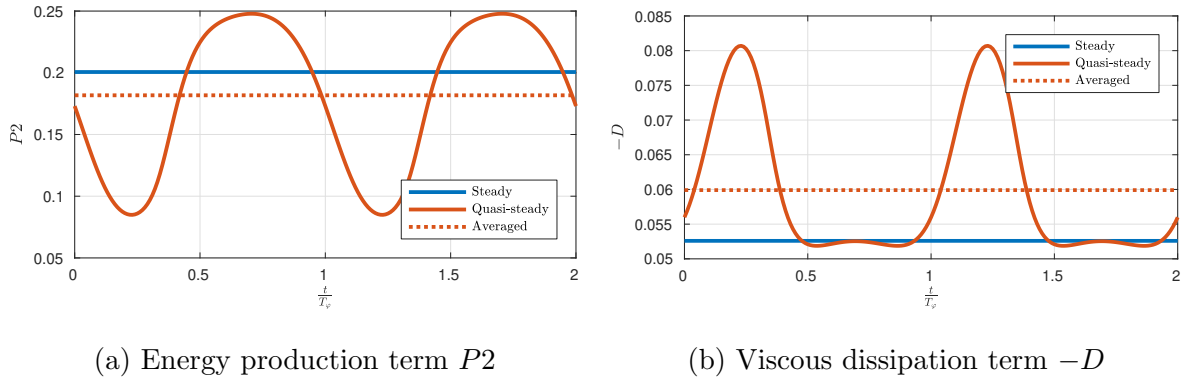 0.25
0.2
0.15
0.1
0.05
P2
0 0.5 1 1.5 2
t
Tφ
Steady
Quasi-steady
Averaged
(a) Energy production term P2
0.085
0.08
0.075
0.07
0.065
0.06
0.055
0.05
−D
0 0.5 1 1.5 2
t
Tφ
Steady
Quasi-steady
Averaged
(b) Viscous dissipation term −D